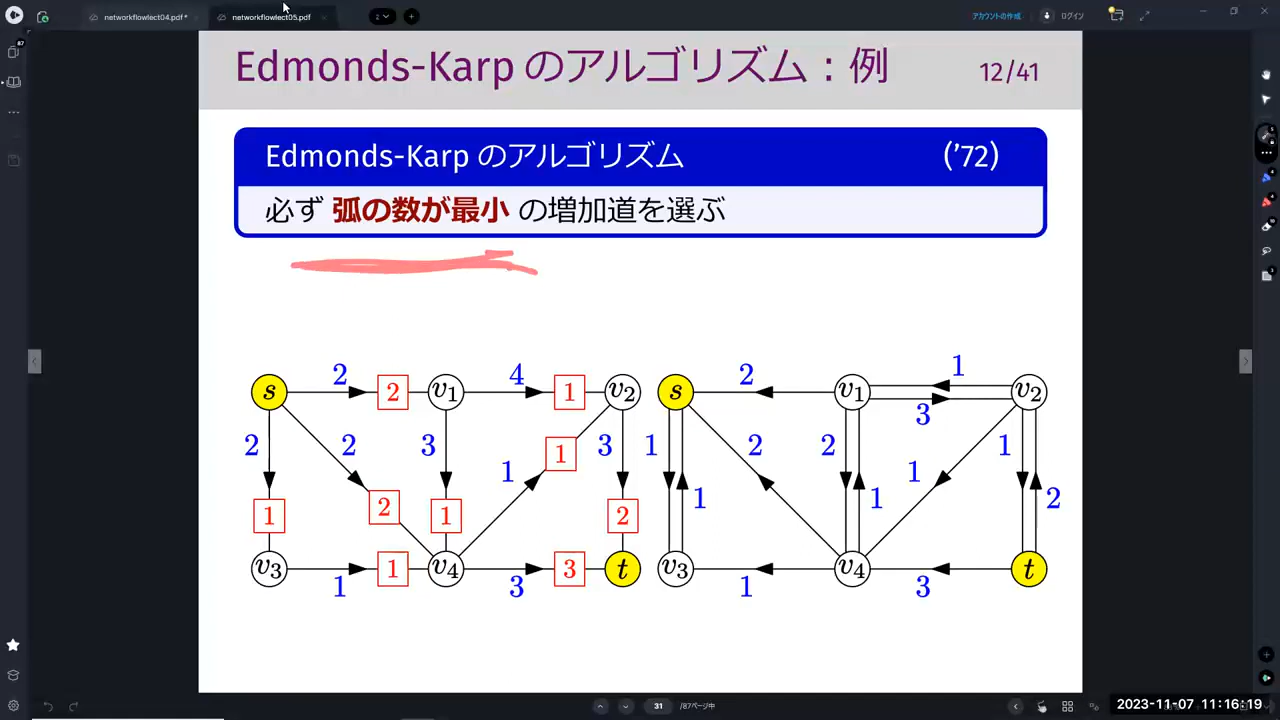 networkflowlect04.pdf*
networkflowlect05.pdf
2
アカウントの作成
ログイン
87
Edmonds-Karp のアルゴリズム：例
12/41
Edmonds-Karp のアルゴリズム
('72)
必ず 弧の数が最小 の増加道を選ぶ
s 2 2 v1 4 1 v2
2 2 3 1 1 3
1 2 1 2
v3 1 1 v4 3 3 t
s 2 v1 1 3 v2
1 1 2 2 1 1 1 2
v3 1 v4 3 t
31
/87ページ中
2023-11-07 11:16:19